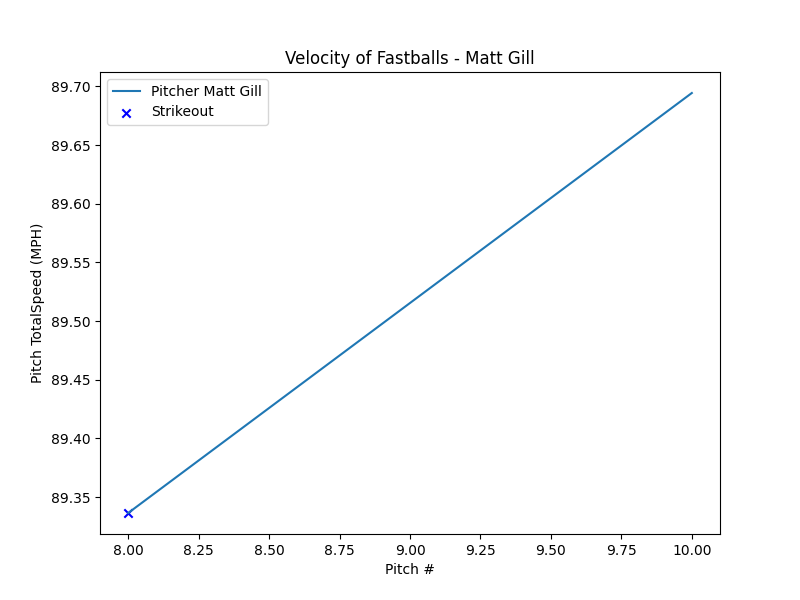 Velocity of Fastballs - Matt Gill
Pitcher Matt Gill
Strikeout
Pitch TotalSpeed (MPH)
89.70
89.65
89.60
89.55
89.50
89.45
89.40
89.35
8.00 8.25 8.50 8.75 9.00 9.25 9.50 9.75 10.00
Pitch #